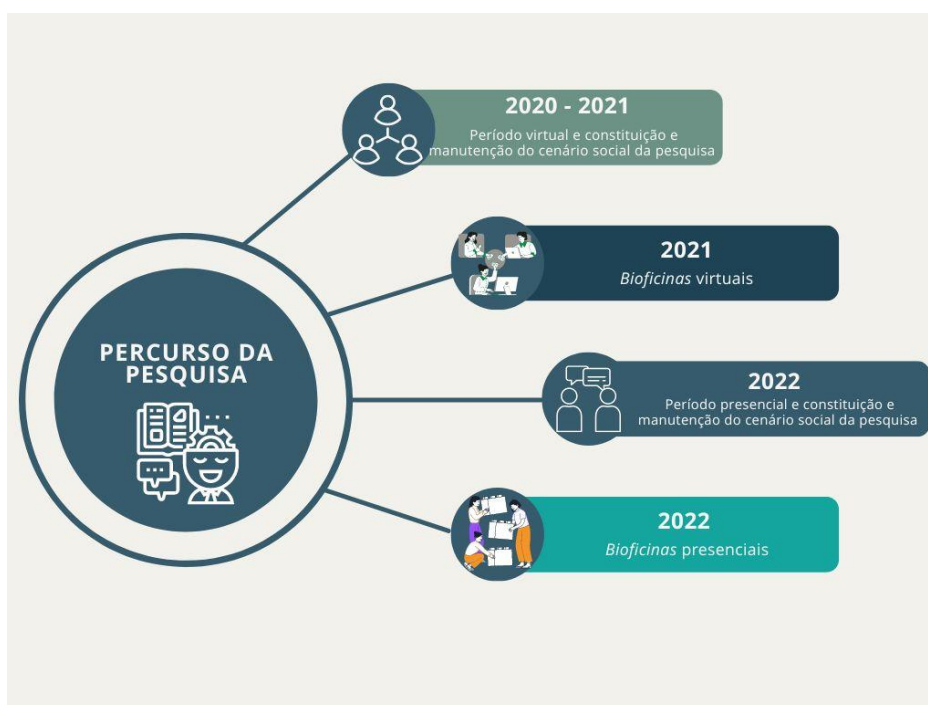 2020 - 2021
Período virtual e constituição e
manutenção do cenário social da pesquisa
2021
Bioficinas virtuais
PERCURSO DA
PESQUISA
2022
Período presencial e constituição e
manutenção do cenário social da pesquisa
2022
Bioficinas presenciais